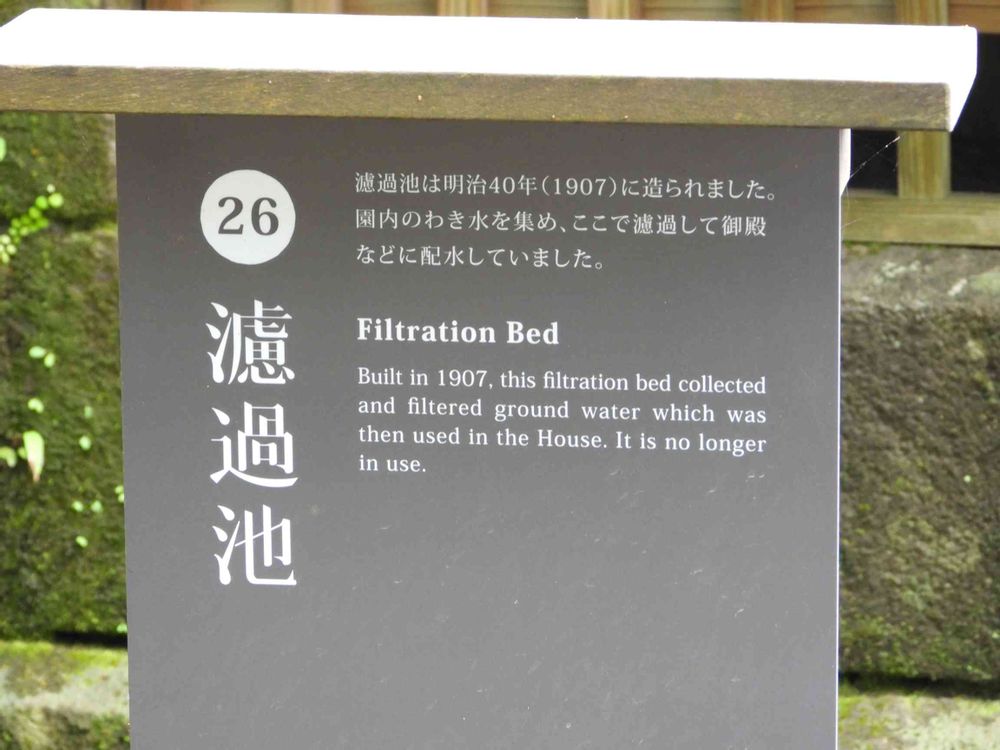 26
濾過池
濾過池は明治40年（1907）に造られました。
園内のわき水を集め、ここで濾過して御殿
などに配水していました。
Filtration Bed
Built in 1907, this filtration bed collected
and filtered ground water which was
then used in the House. It is no longer
in use.